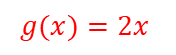 g(x) = 2x